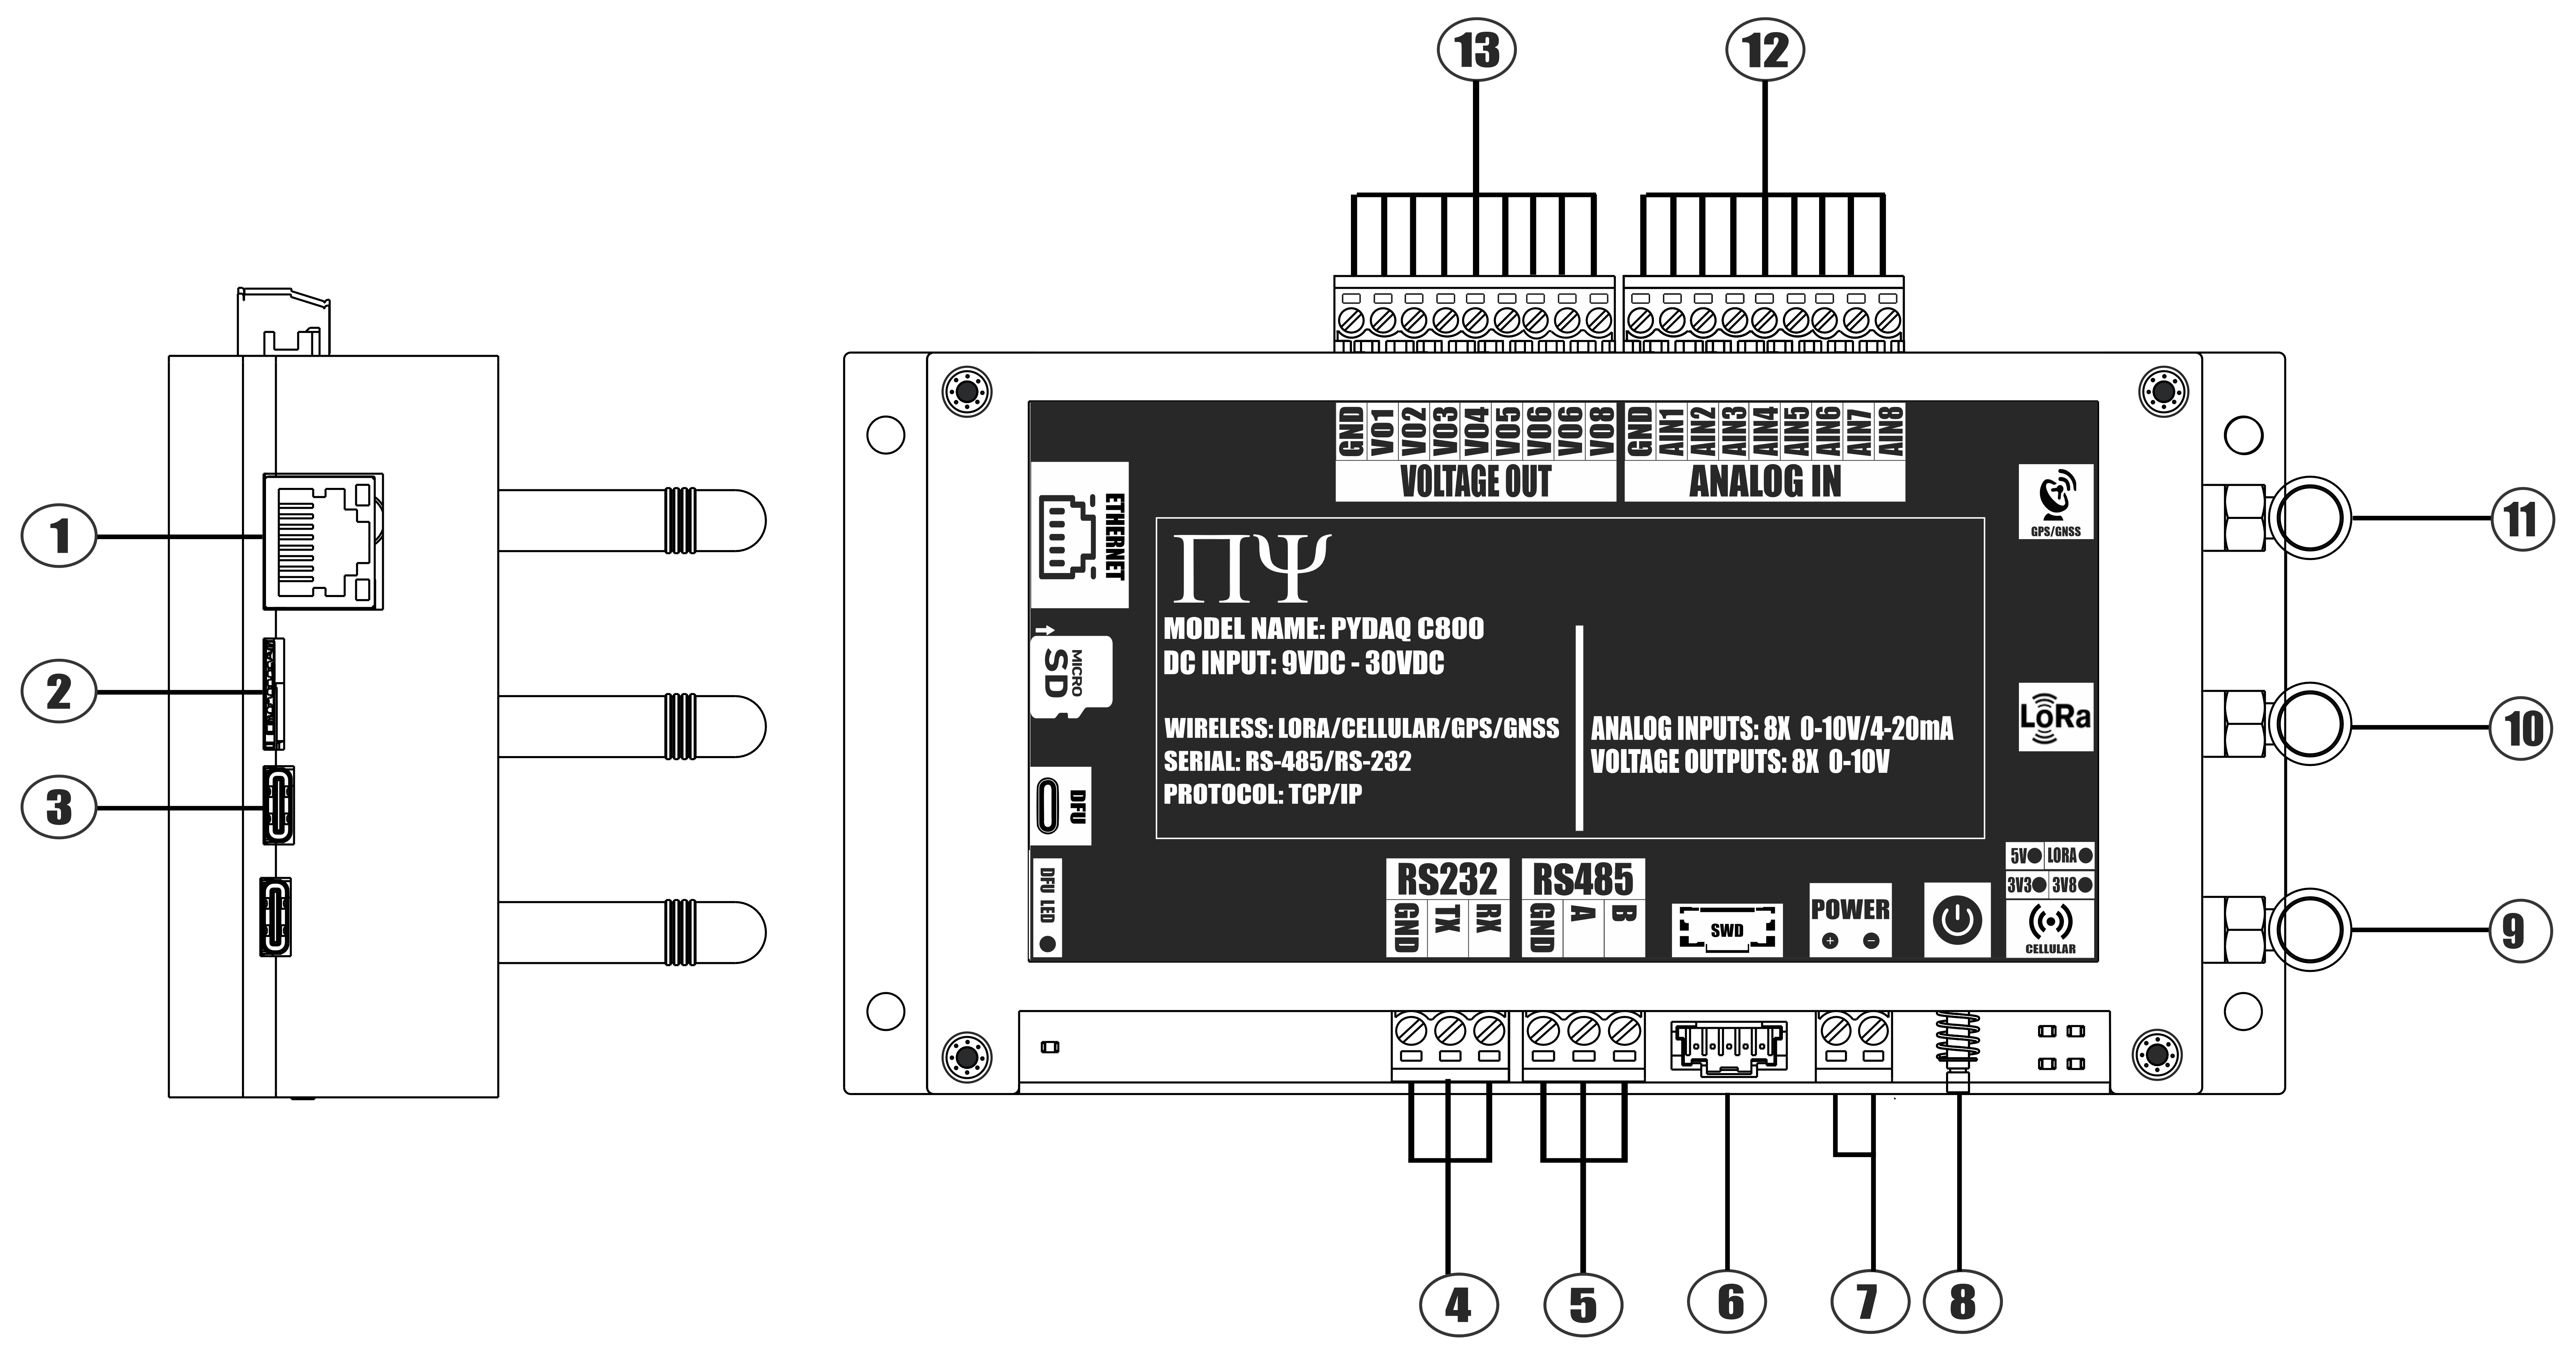 13
12
1
2
3
GND VO1 VO2 VO3 VO4 VO5 VO6 VO6 VO8
VOLTAGE OUT
GND AIN1 AIN2 AIN3 AIN4 AIN5 AIN6 AIN7 AIN8
ANALOG IN
ETHERNET
MICRO
SD
DFU
DFU LED
ΠΨ
MODEL NAME: PYDAQ C800
DC INPUT: 9VDC - 30VDC
WIRELESS: LORA/CELLULAR/GPS/GNSS
SERIAL: RS-485/RS-232
PROTOCOL: TCP/IP
ANALOG INPUTS: 8X 0-10V/4-20mA
VOLTAGE OUTPUTS: 8X 0-10V
GPS/GNSS
LoRa
5V LORA
3V3 3V8
CELLULAR
RS232
GND TX RX
RS485
GND A B
SWD
POWER
+ −
11
10
9
4
5
6
7
8